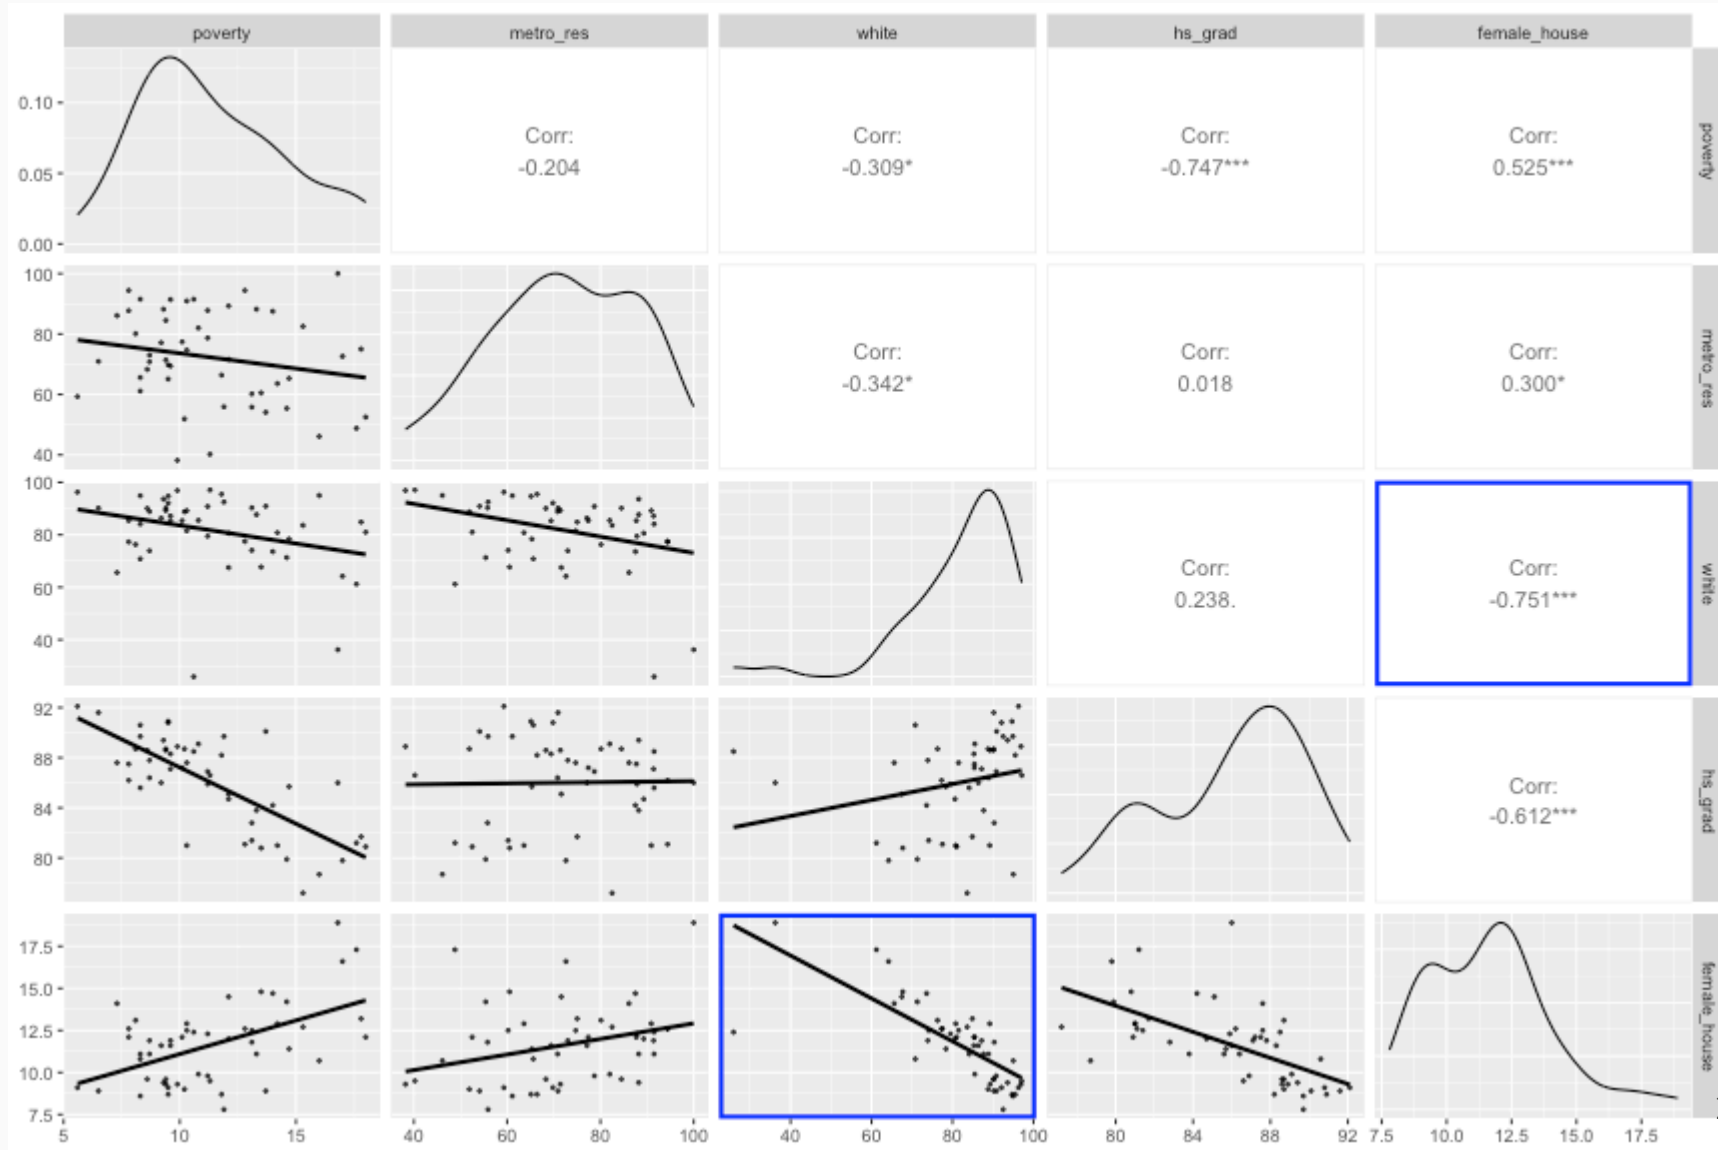 poverty metro_res white hs_grad female_house
0.10
Corr: Corr: Corr: Corr:
-0.204 -0.309* -0.747*** 0.525***
0.05
0.00
poverty
100
80
Corr: Corr: Corr:
-0.342* 0.018 0.300*
60
40
metro_res
100
80
Corr: Corr:
0.238. -0.751***
60
40
white
92
88
Corr:
-0.612***
84
80
hs_grad
17.5
15.0
12.5
10.0
7.5
female_house
5 10 15 40 60 80 100 40 60 80 100 80 84 88 92 7.5 10.0 12.5 15.0 17.5